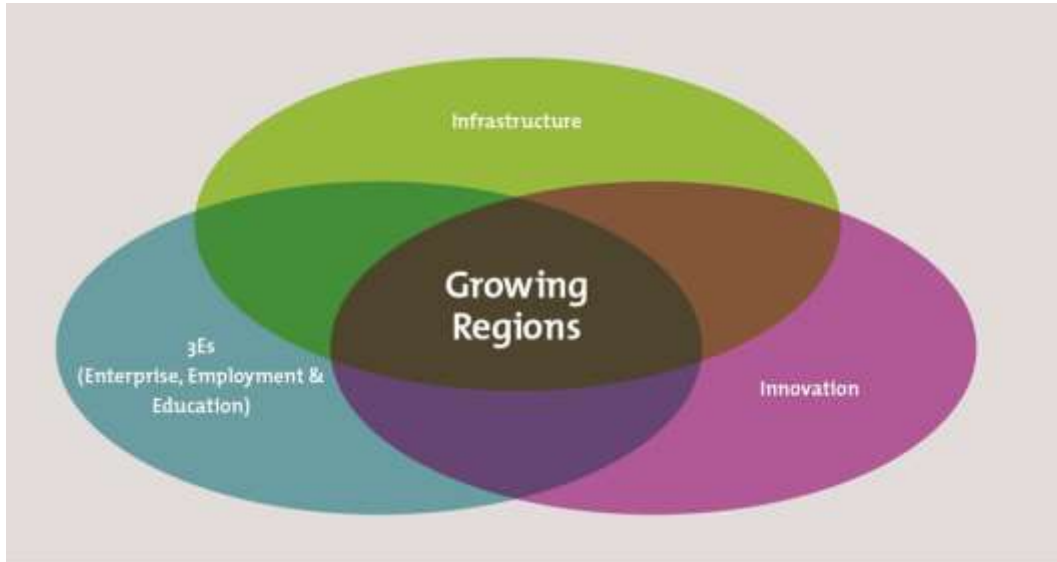 Infrastructure
Growing
Regions
3Es
(Enterprise, Employment &
Education)
Innovation